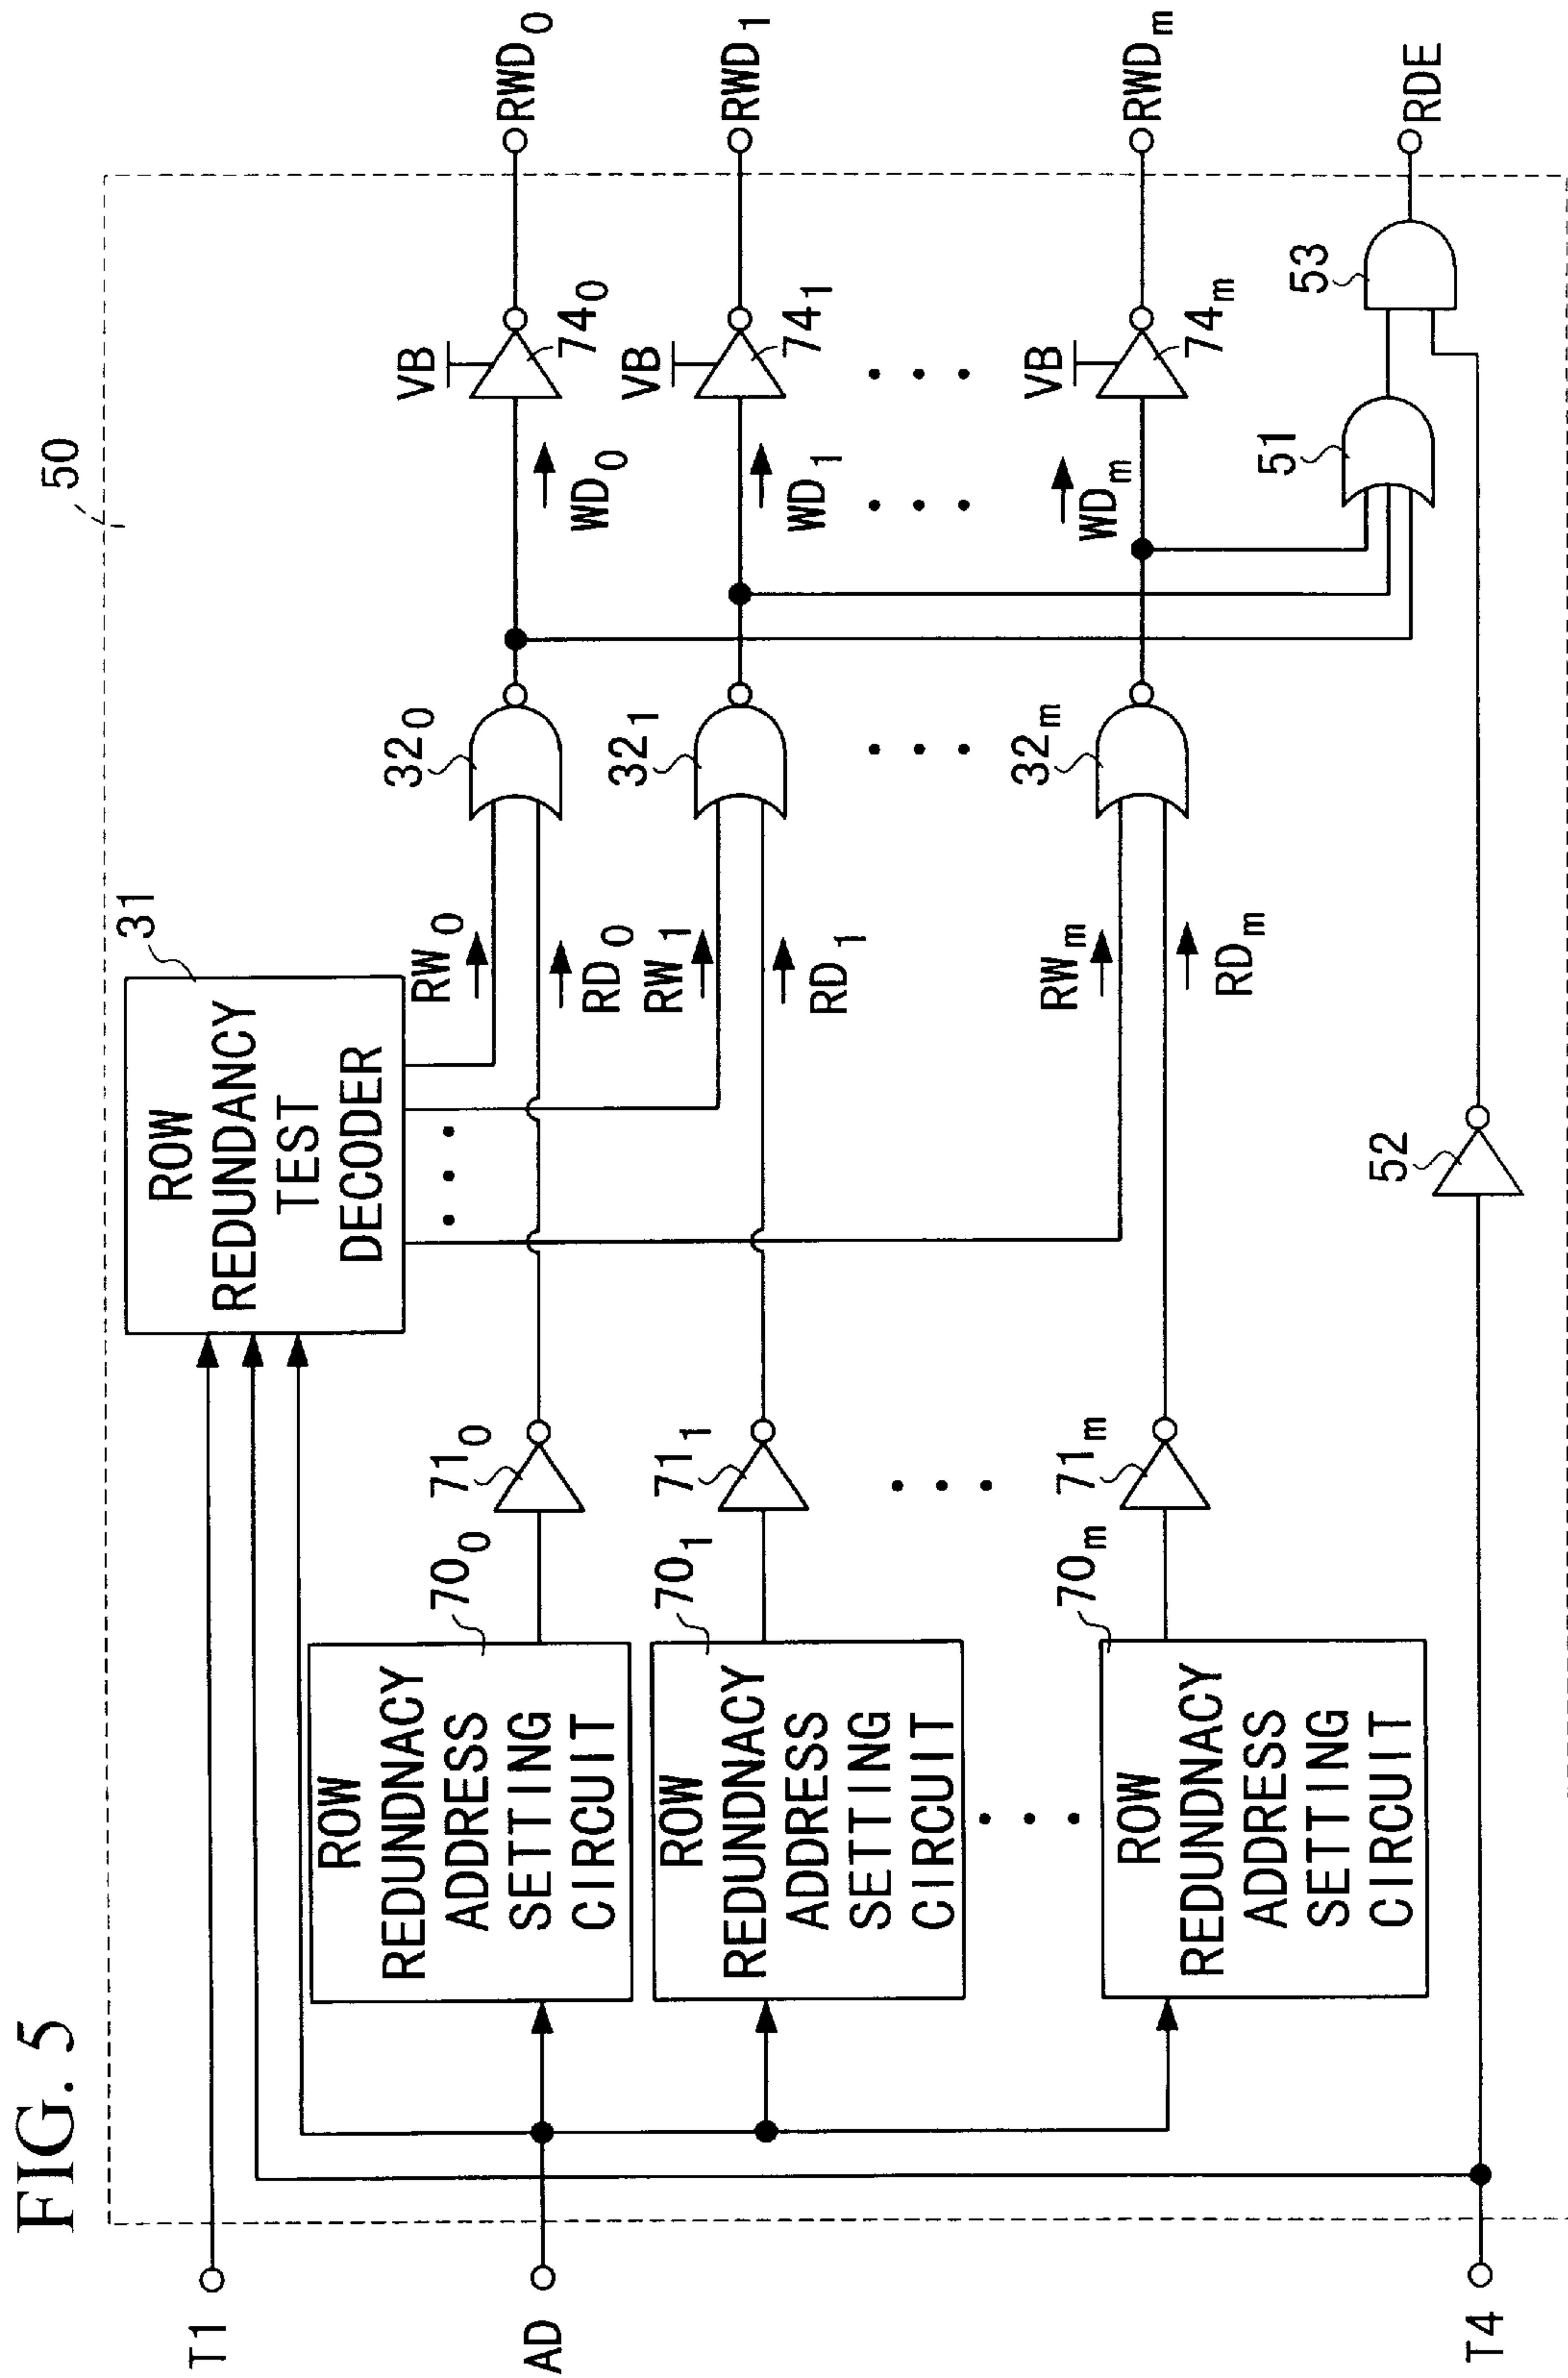 FIG. 5
50
T1
AD
T4
ROW
REDUNDANCY
TEST
DECODER
31
ROW
REDUNDNACY
ADDRESS
SETTING
CIRCUIT
70₀
71₀
RW₀
RD₀
32₀
WD₀
VB
74₀
RWD₀
ROW
REDUNDNACY
ADDRESS
SETTING
CIRCUIT
70₁
71₁
RW₁
RD₁
32₁
WD₁
VB
74₁
RWD₁
ROW
REDUNDNACY
ADDRESS
SETTING
CIRCUIT
70ₘ
71ₘ
RWₘ
RDₘ
32ₘ
WDₘ
VB
74ₘ
RWDₘ
52
51
53
RDE